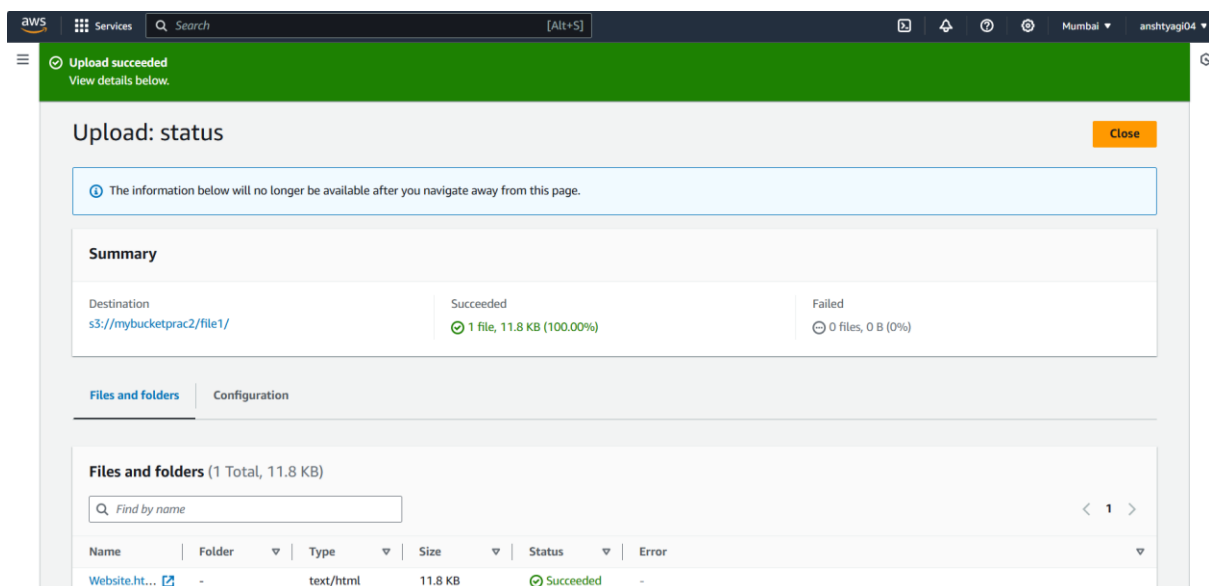 aws Services Search [Alt+S] Mumbai anshtyagi04
Upload succeeded
View details below.
Upload: status
Close
The information below will no longer be available after you navigate away from this page.
Summary
Destination Succeeded Failed
s3://mybucketprac2/file1/ 1 file, 11.8 KB (100.00%) 0 files, 0 B (0%)
Files and folders Configuration
Files and folders (1 Total, 11.8 KB)
Find by name
1
Name Folder Type Size Status Error
Website.ht... - text/html 11.8 KB Succeeded -